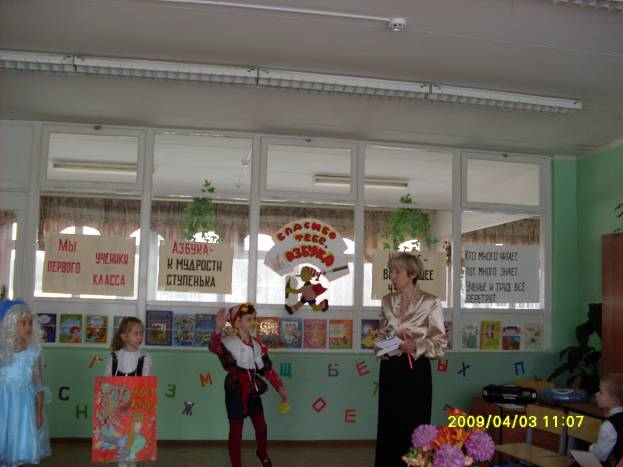 СПАСИБО
ТЕБЕ,
АЗБУКА
МЫ УЧЕНИКИ
ПЕРВОГО КЛАССА
АЗБУКА-
К МУДРОСТИ
СТУПЕНЬКА
КТО МНОГО ЧИТАЕТ,
ТОТ МНОГО ЗНАЕТ.
УЧЕНЬЕ И ТРУД ВСЁ
ПЕРЕТРУТ
2009/04/03 11:07